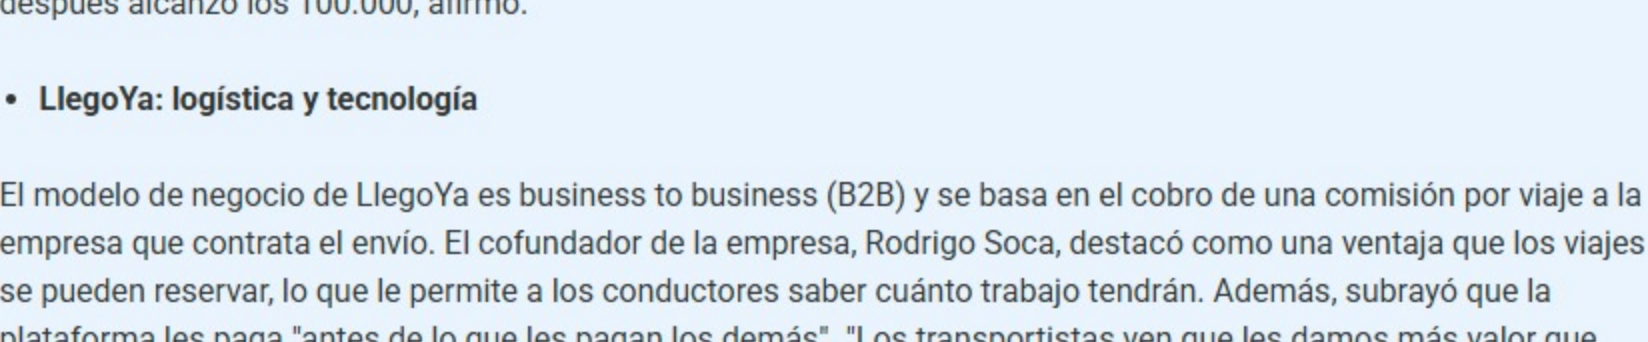 después alcanzó los 100.000, afirmó.
• LlegoYa: logística y tecnología
El modelo de negocio de LlegoYa es business to business (B2B) y se basa en el cobro de una comisión por viaje a la
empresa que contrata el envío. El cofundador de la empresa, Rodrigo Soca, destacó como una ventaja que los viajes
se pueden reservar, lo que le permite a los conductores saber cuánto trabajo tendrán. Además, subrayó que la
plataforma les paga "antes de lo que les pagan los demás". "Los transportistas ven que les damos más valor que